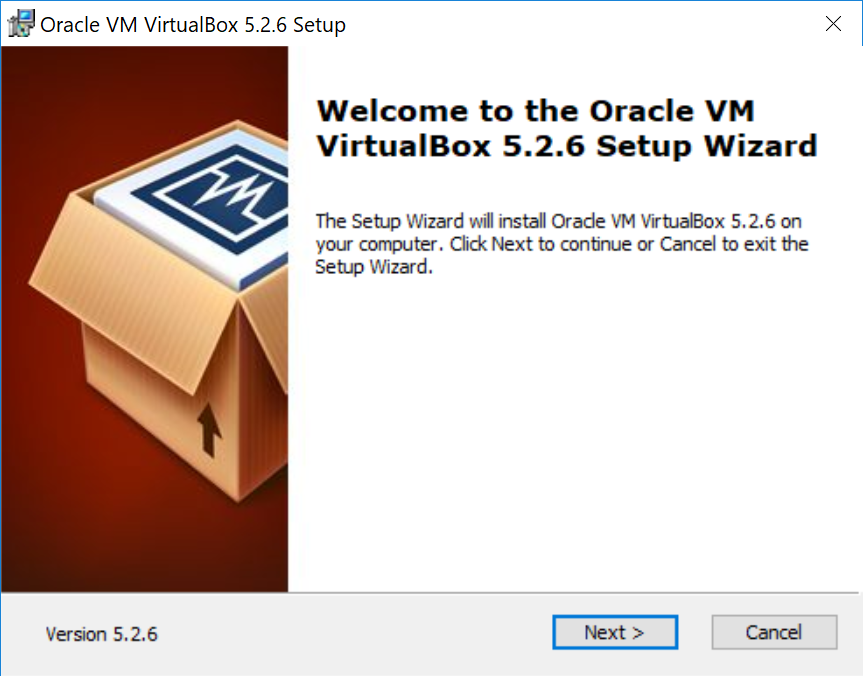 Oracle VM VirtualBox 5.2.6 Setup
Welcome to the Oracle VM
VirtualBox 5.2.6 Setup Wizard
The Setup Wizard will install Oracle VM VirtualBox 5.2.6 on
your computer. Click Next to continue or Cancel to exit the
Setup Wizard.
Version 5.2.6
Next >
Cancel